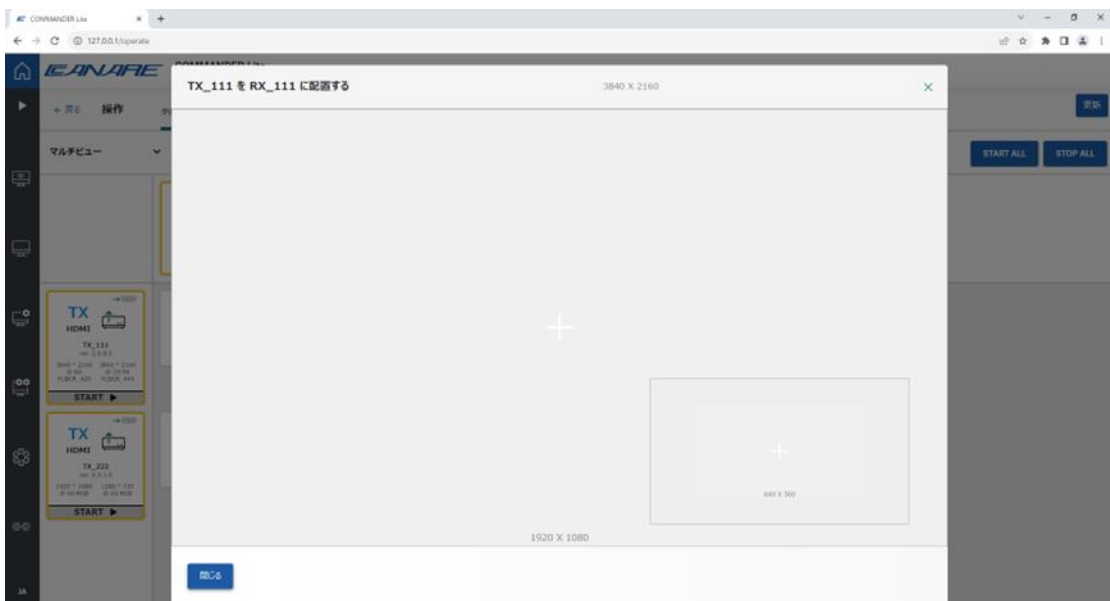 COMMANDER Lite
127.0.0.1/operate
CANARE
TX_111 を RX_111 に配置する
3840 X 2160
← 戻る
操作
更新
マルチビュー
START ALL
STOP ALL
TX
HDMI
TX_111
START ▶
TX
HDMI
TX_222
START ▶
640 X 360
1920 X 1080
閉じる
JA